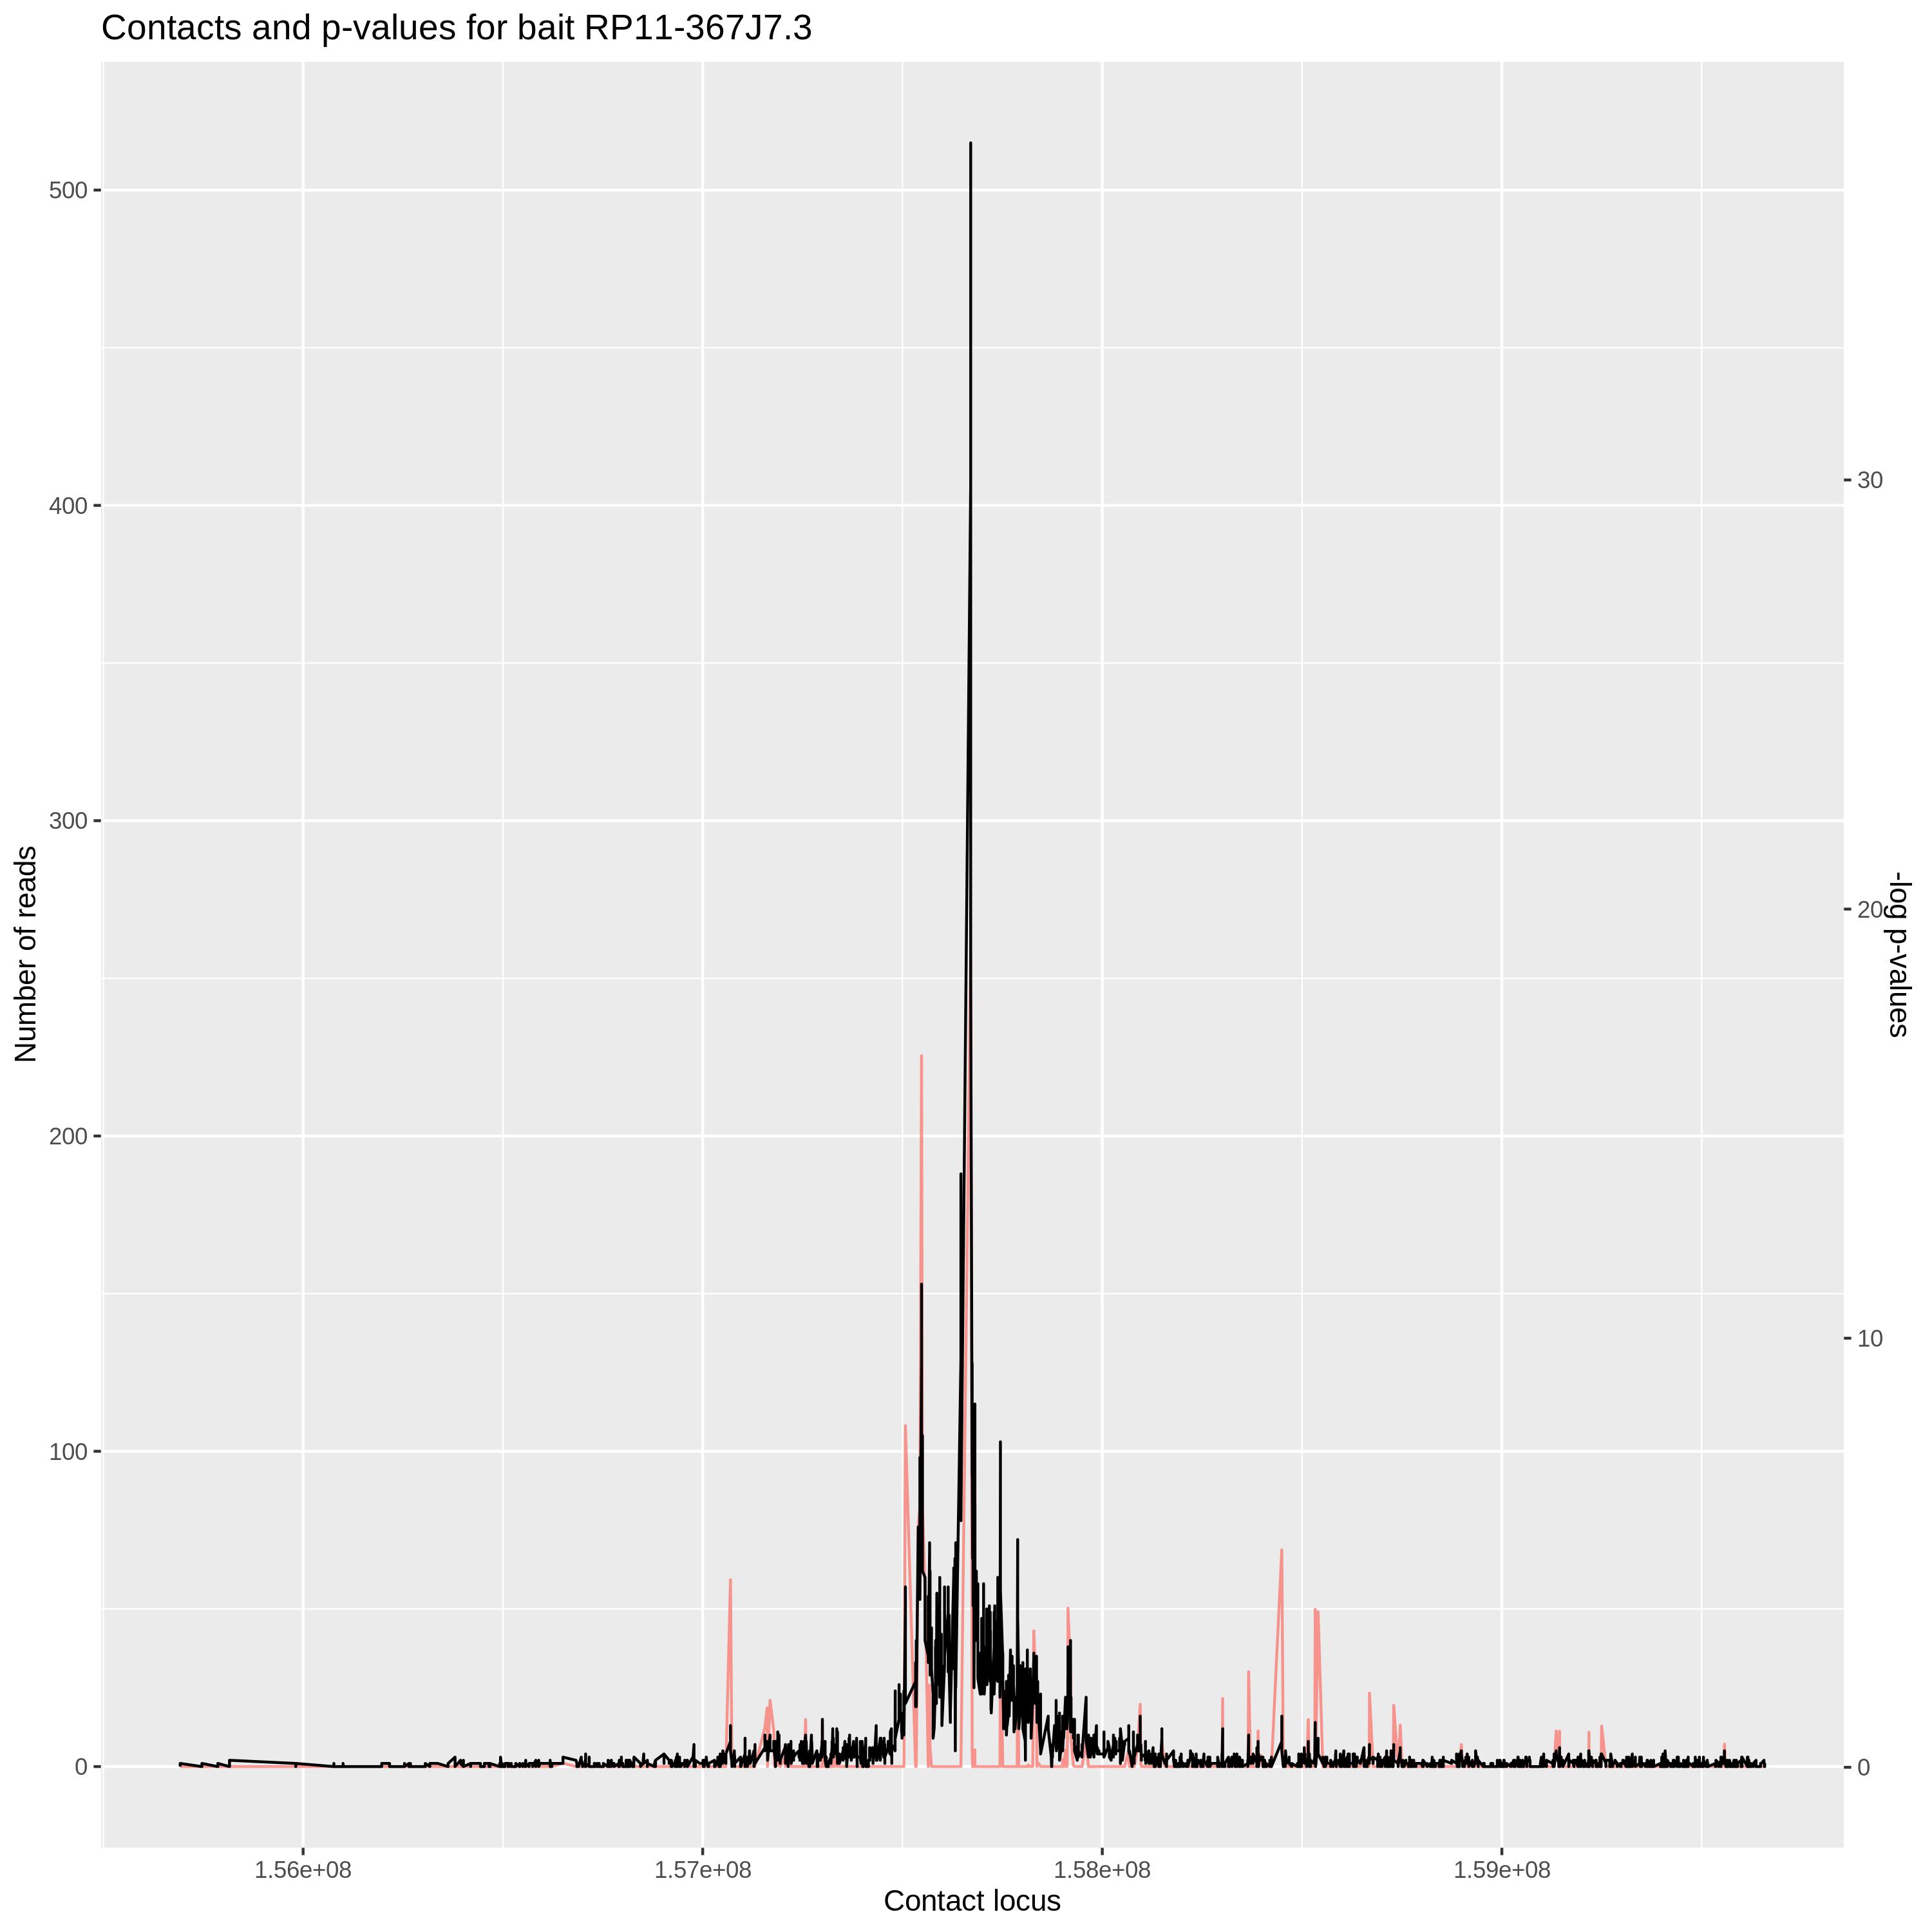 Contacts and p-values for bait RP11-367J7.3
500
400
300
200
100
0
Number of reads
30
20
10
0
-log p-values
1.56e+08 1.57e+08 1.58e+08 1.59e+08
Contact locus